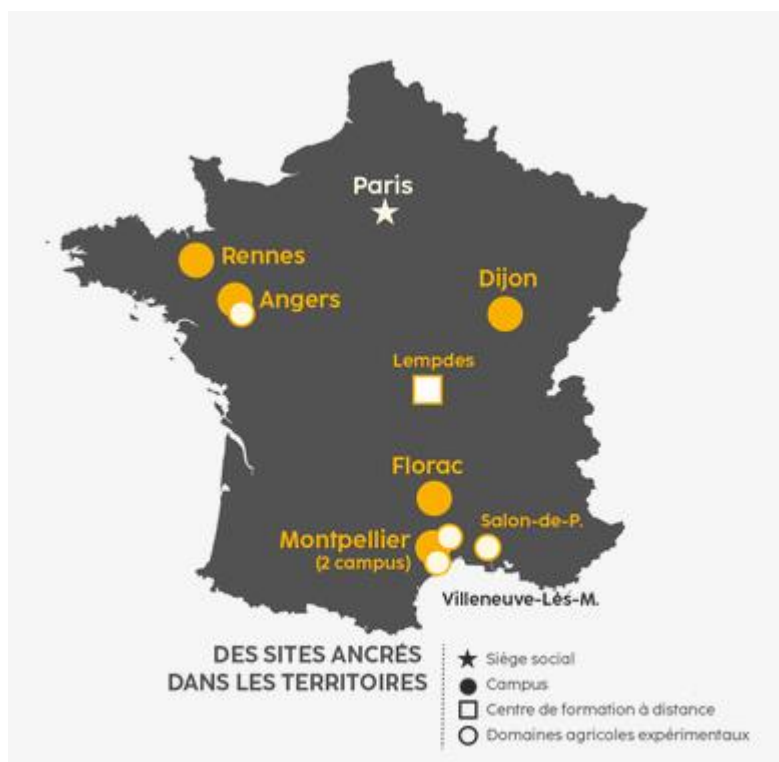 Paris
Rennes
Angers
Dijon
Lempdes
Florac
Salon-de-P.
Montpellier
(2 campus)
Villeneuve-Lès-M.
DES SITES ANCRÉS
DANS LES TERRITOIRES
Siège social
Campus
Centre de formation à distance
Domaines agricoles expérimentaux